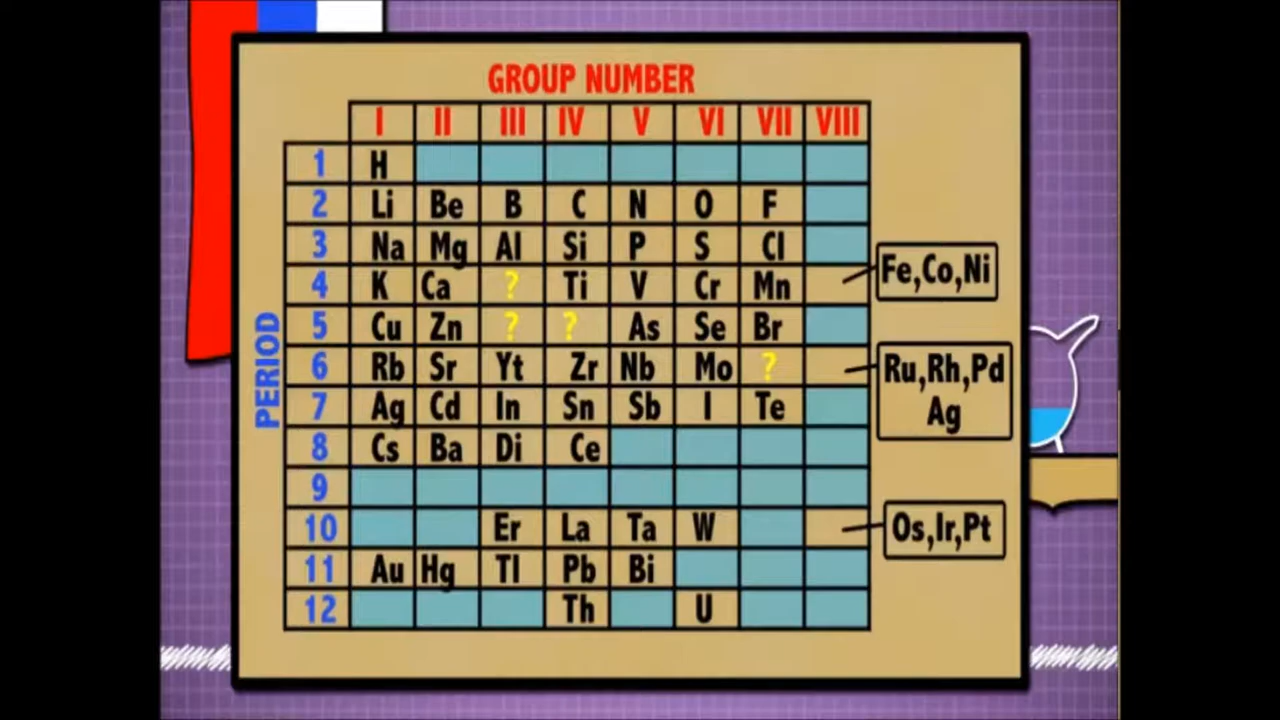 GROUP NUMBER
I II III IV V VI VII VIII
PERIOD
1 H
2 Li Be B C N O F
3 Na Mg Al Si P S Cl
Fe,Co,Ni
4 K Ca ? Ti V Cr Mn
5 Cu Zn ? ? As Se Br
6 Rb Sr Yt Zr Nb Mo ?
Ru,Rh,Pd
Ag
7 Ag Cd In Sn Sb I Te
8 Cs Ba Di Ce
9
10 Er La Ta W
Os,Ir,Pt
11 Au Hg Tl Pb Bi
12 Th U